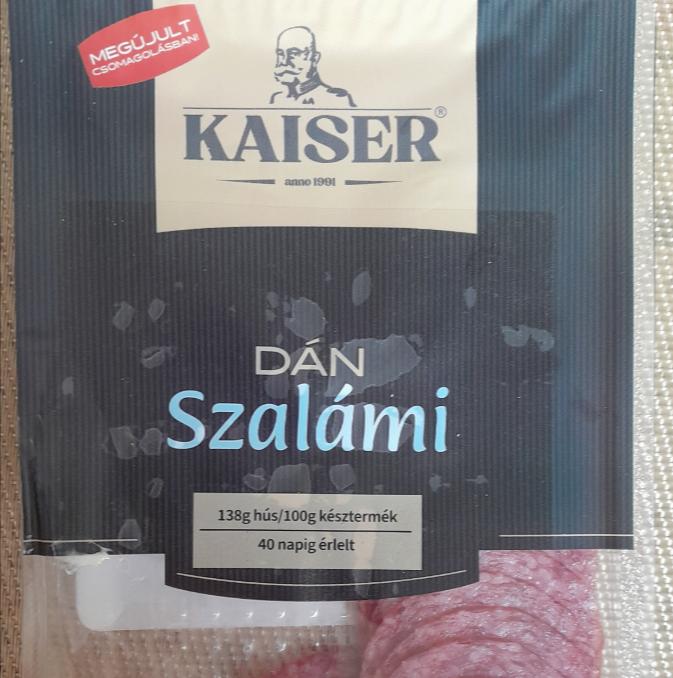 MEGÚJULT
CSOMAGOLÁSBAN!
KAISER®
anno 1991
DÁN
Szalámi
138g hús/100g késztermék
40 napig érlelt